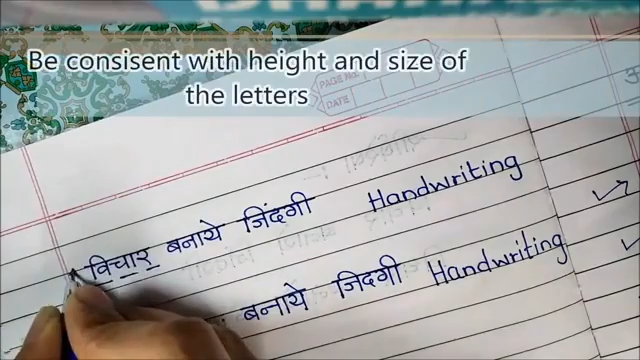 Be consisent with height and size of
the letters
PAGE NO.
DATE
विचार बनाये जिंदगी Handwriting
बनाये जिदगी Handwriting